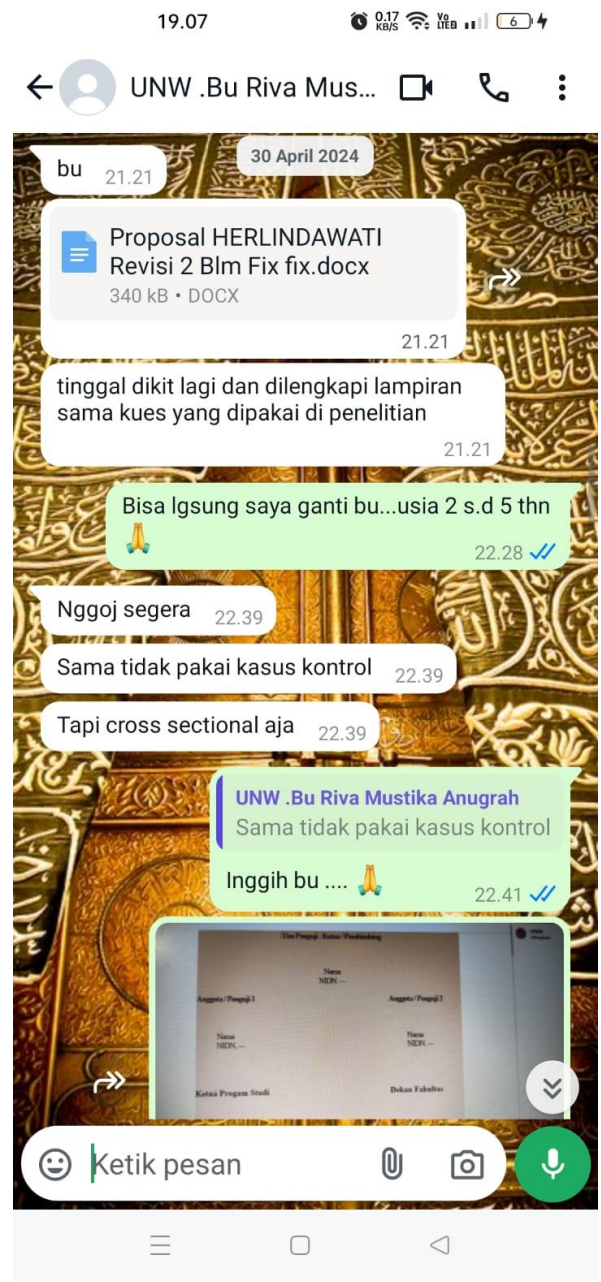 19.07
0.17
KB/S
Vo
LTE2
6
UNW .Bu Riva Mus...
30 April 2024
bu 21.21
Proposal HERLINDAWATI
Revisi 2 Blm Fix fix.docx
340 kB • DOCX
21.21
tinggal dikit lagi dan dilengkapi lampiran
sama kues yang dipakai di penelitian
21.21
Bisa lgsung saya ganti bu...usia 2 s.d 5 thn
🙏
22.28
Nggoj segera 22.39
Sama tidak pakai kasus kontrol 22.39
Tapi cross sectional aja 22.39
UNW .Bu Riva Mustika Anugrah
Sama tidak pakai kasus kontrol
Inggih bu .... 🙏
22.41
Tim Penguji : Ketua / Pembimbing
Nama
NIDN. —
Anggota / Penguji 1 Anggota / Penguji 2
Nama Nama
NIDN. — NIDN. —
Ketua Progam Studi Dekan Fakultas
Ketik pesan